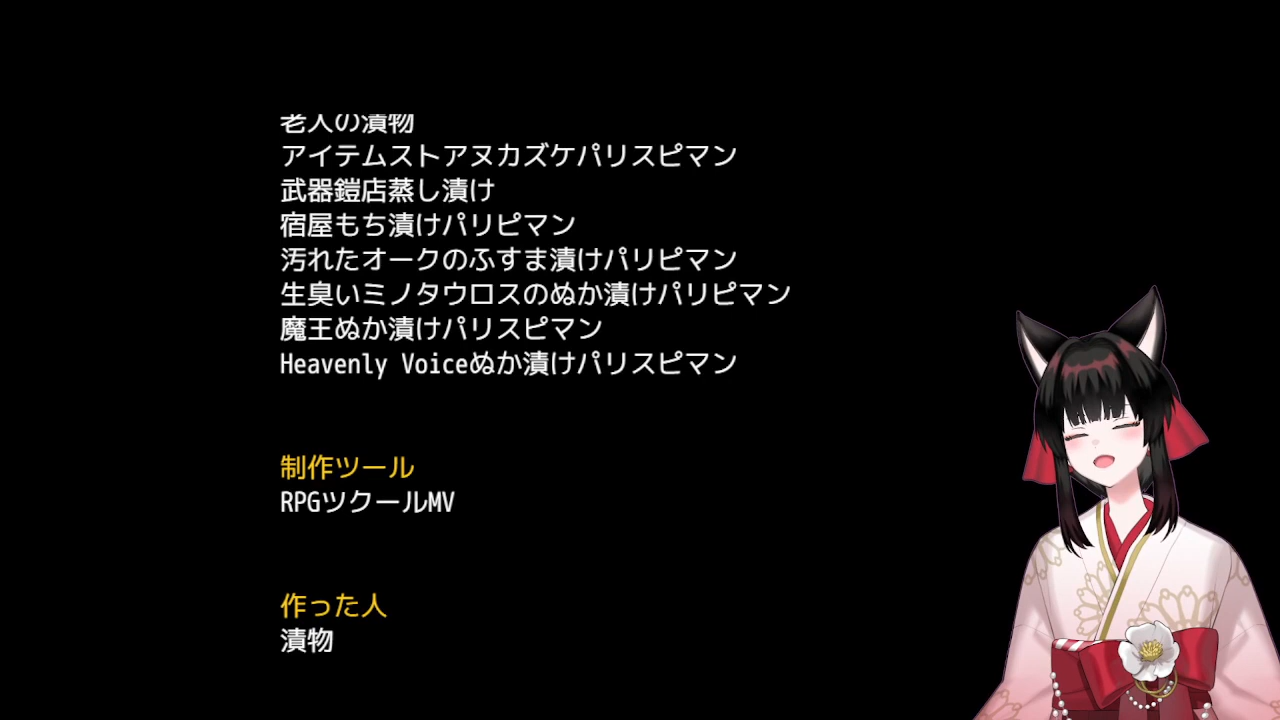 老人の漬物
アイテムストアヌカズケパリスピマン
武器鎧店蒸し漬け
宿屋もち漬けパリピマン
汚れたオークのふすま漬けパリピマン
生臭いミノタウロスのぬか漬けパリピマン
魔王ぬか漬けパリスピマン
Heavenly Voiceぬか漬けパリスピマン
制作ツール
RPGツクールMV
作った人
漬物